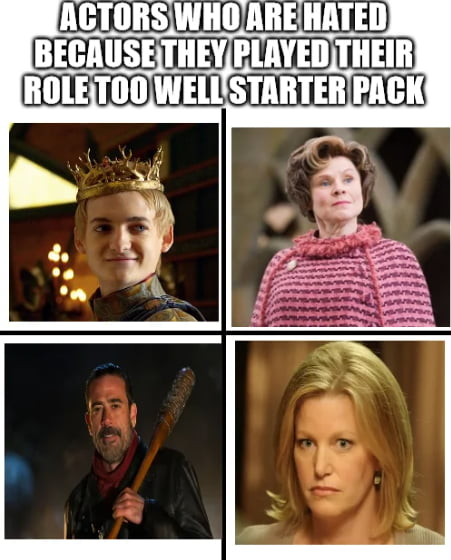 ACTORS WHO ARE HATED
BECAUSE THEY PLAYED THEIR
ROLE TOO WELL STARTER PACK